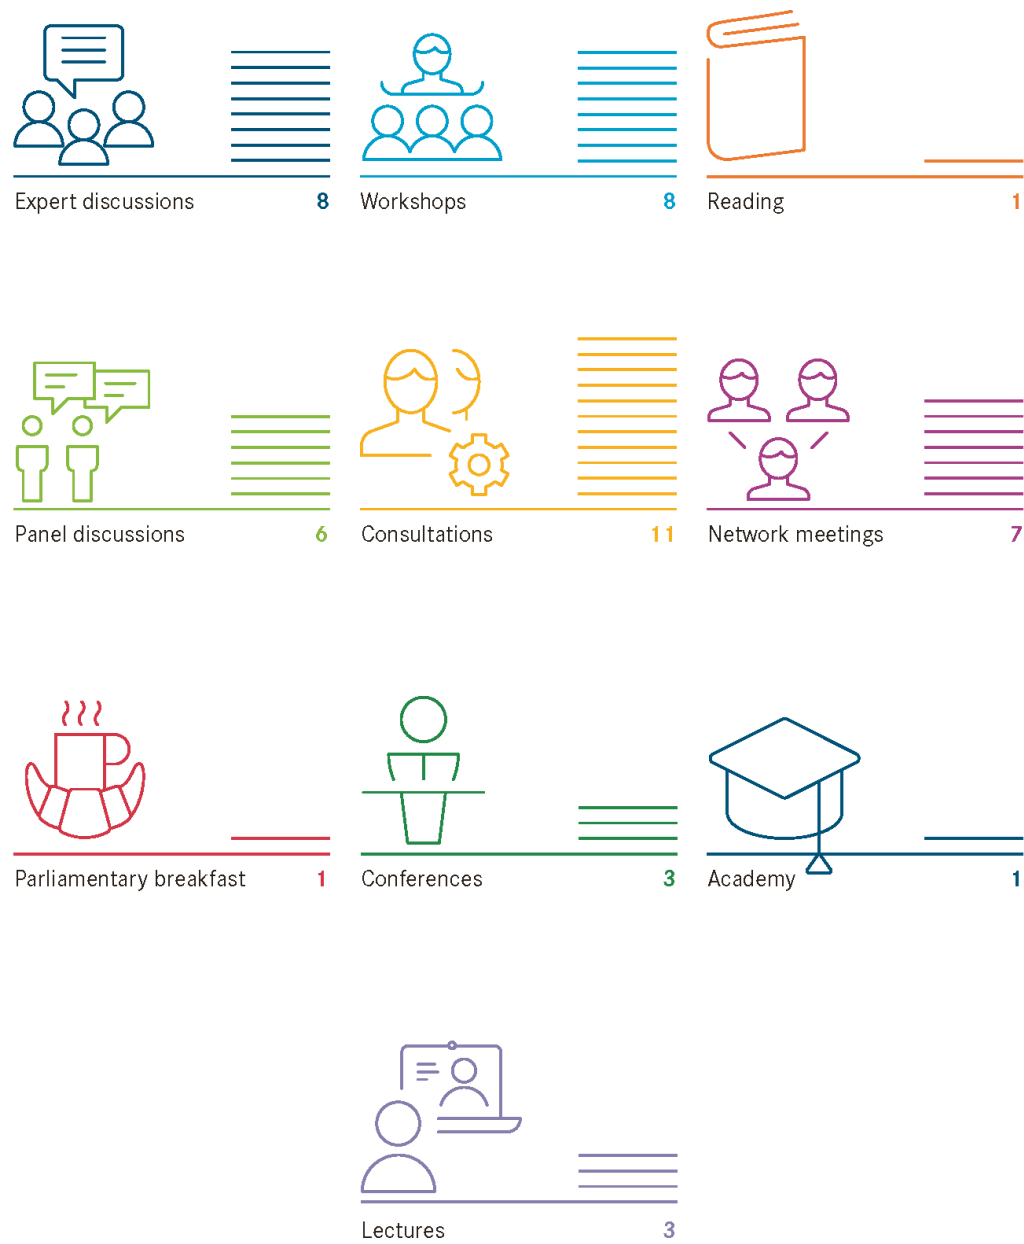 Expert discussions 8
Workshops 8
Reading 1
Panel discussions 6
Consultations 11
Network meetings 7
Parliamentary breakfast 1
Conferences 3
Academy 1
Lectures 3